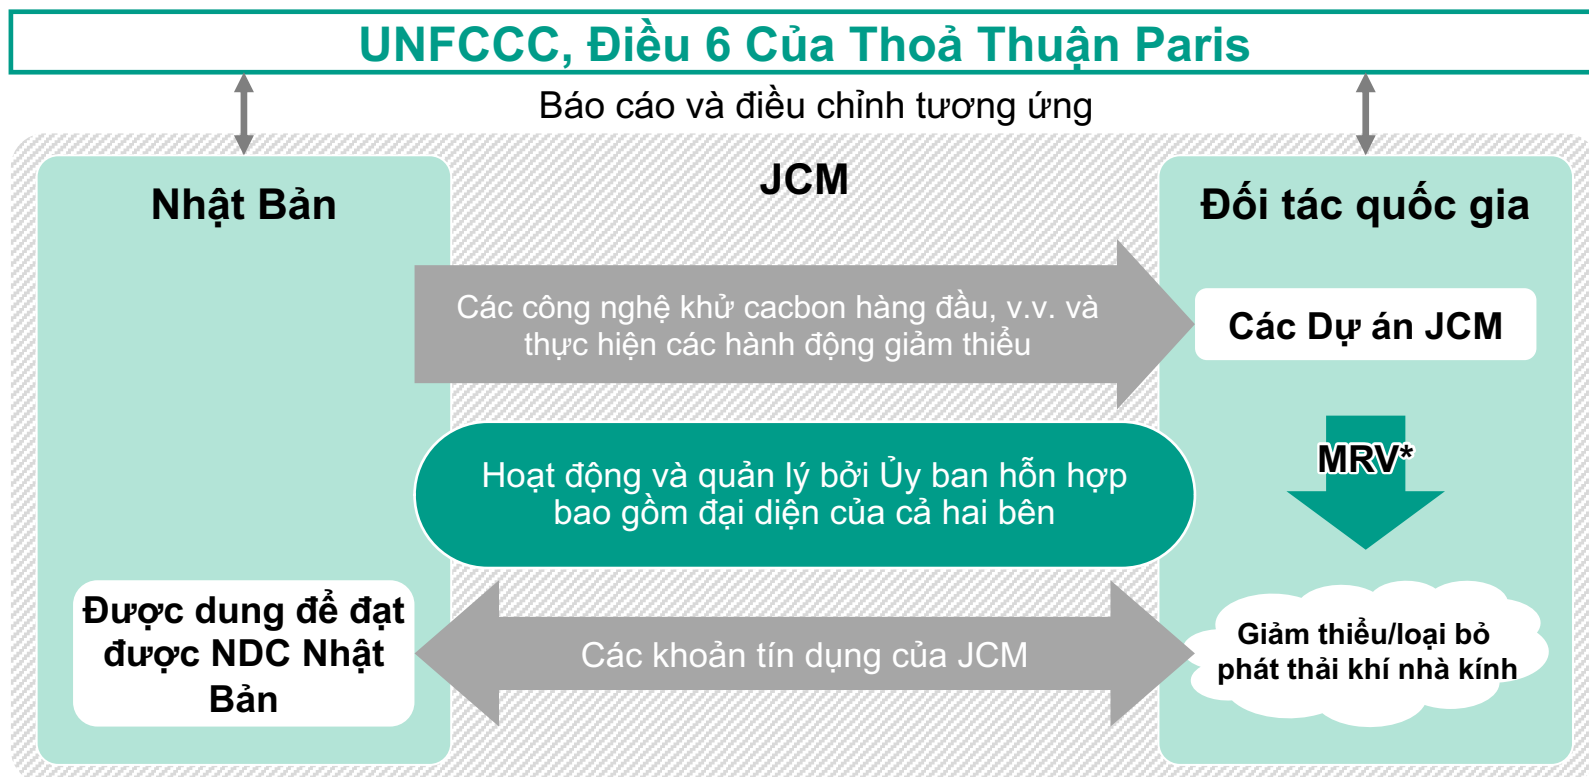 UNFCCC, Điều 6 Của Thoả Thuận Paris
Báo cáo và điều chỉnh tương ứng
JCM
Nhật Bản
Đối tác quốc gia
Các công nghệ khử cacbon hàng đầu, v.v. và
thực hiện các hành động giảm thiểu
Các Dự án JCM
MRV*
Hoạt động và quản lý bởi Ủy ban hỗn hợp
bao gồm đại diện của cả hai bên
Được dung để đạt
được NDC Nhật
Bản
Các khoản tín dụng của JCM
Giảm thiểu/loại bỏ
phát thải khí nhà kính